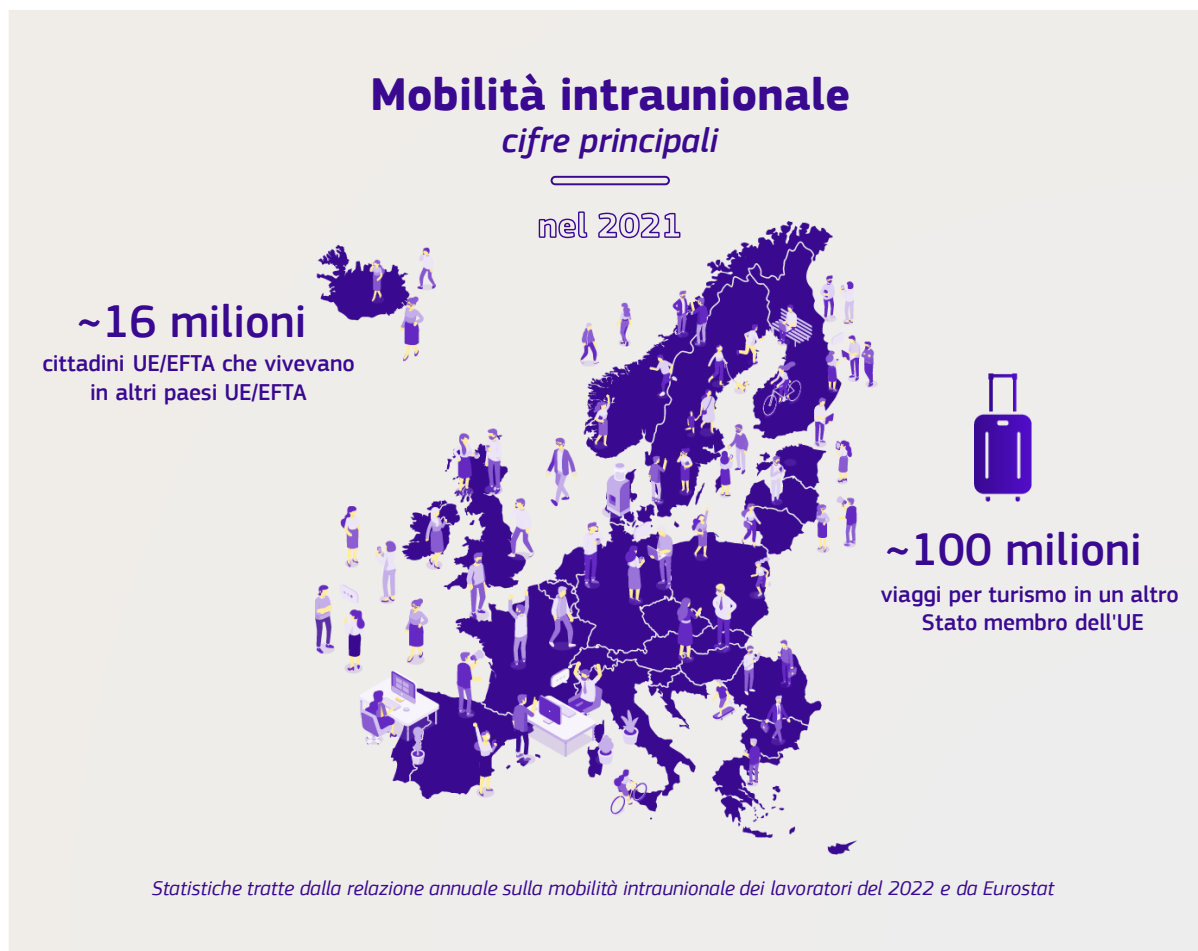 Mobilità intraunionale
cifre principali
nel 2021
~16 milioni
cittadini UE/EFTA che vivevano
in altri paesi UE/EFTA
~100 milioni
viaggi per turismo in un altro
Stato membro dell'UE
Statistiche tratte dalla relazione annuale sulla mobilità intraunionale dei lavoratori del 2022 e da Eurostat